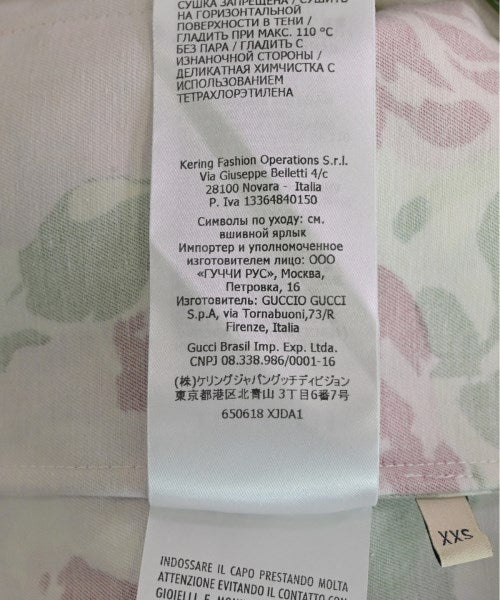 СУШКА ЗАПРЕЩЕНА / СУШИТЬ
НА ГОРИЗОНТАЛЬНОЙ
ПОВЕРХНОСТИ В ТЕНИ /
ГЛАДИТЬ ПРИ МАКС. 110 °C
БЕЗ ПАРА / ГЛАДИТЬ С
ИЗНАНОЧНОЙ СТОРОНЫ /
ДЕЛИКАТНАЯ ХИМЧИСТКА С
ИСПОЛЬЗОВАНИЕМ
ТЕТРАХЛОРЭТИЛЕНА
Kering Fashion Operations S.r.l.
Via Giuseppe Belletti 4/c
28100 Novara - Italia
P. Iva 13364840150
Символы по уходу: см.
вшивной ярлык
Импортер и уполномоченное
изготовителем лицо: ООО
«ГУЧЧИ РУС», Москва,
Петровка, 16
Изготовитель: GUCCIO GUCCI
S.p.A, via Tornabuoni,73/R
Firenze, Italia
Gucci Brasil Imp. Exp. Ltda.
CNPJ 08.338.986/0001-16
(株)ケリングジャパングッチディビジョン
東京都港区北青山 3丁目6番7号
650618 XJDA1
XXS
INDOSSARE IL CAPO PRESTANDO MOLTA
ATTENZIONE EVITANDO IL CONTATTO CON
GIOIELLI E